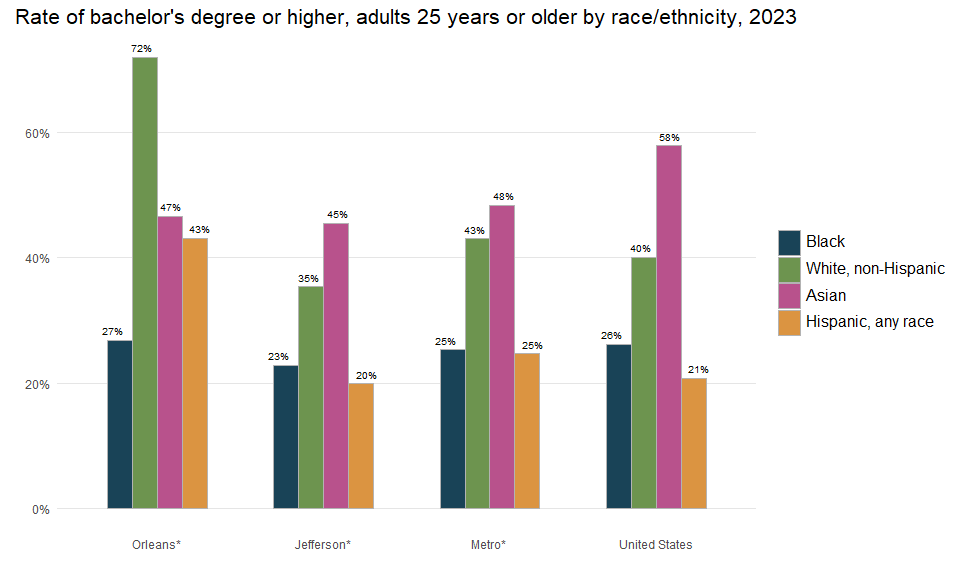 Rate of bachelor's degree or higher, adults 25 years or older by race/ethnicity, 2023
72%
60%
58%
47%
48%
45%
43%
43%
40%
40%
35%
27%
23%
25%
25%
26%
20%
20%
21%
0%
Orleans*
Jefferson*
Metro*
United States
Black
White, non-Hispanic
Asian
Hispanic, any race